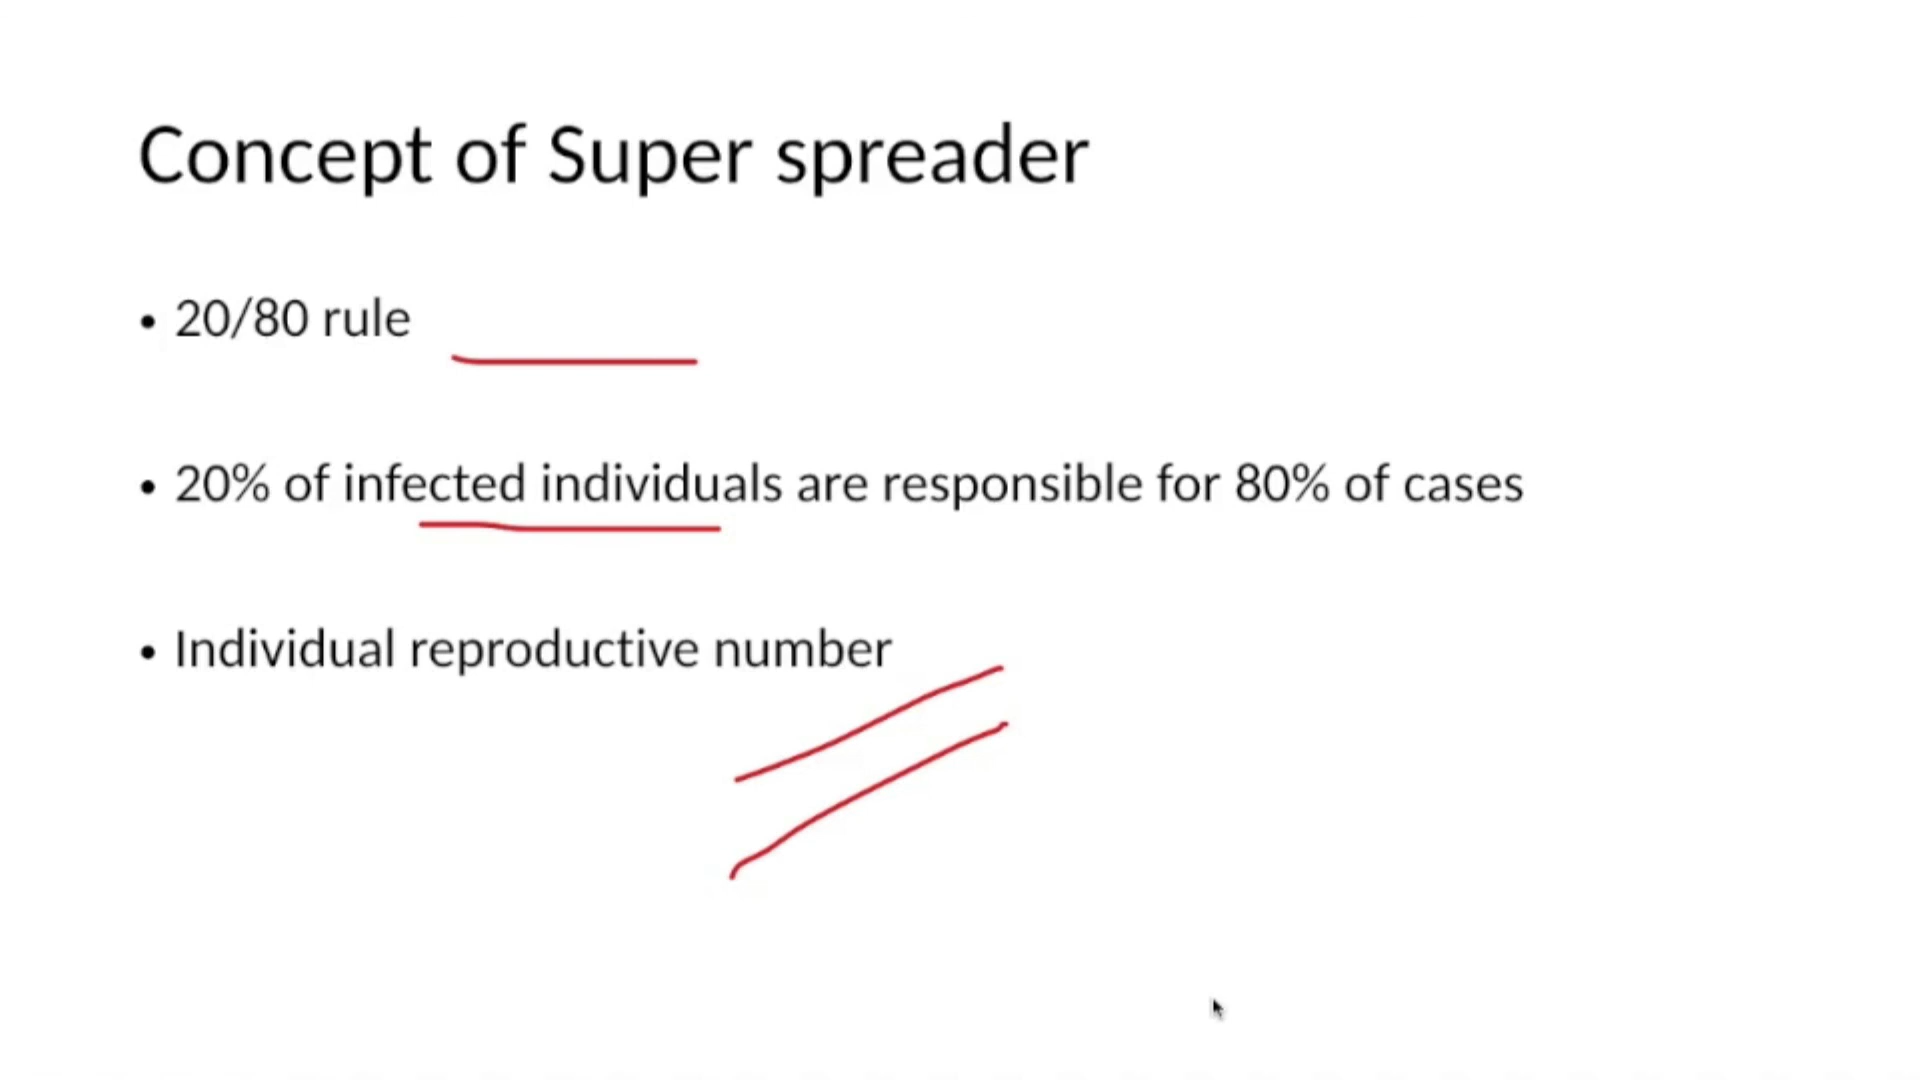 Concept of Super spreader
• 20/80 rule
• 20% of infected individuals are responsible for 80% of cases
• Individual reproductive number